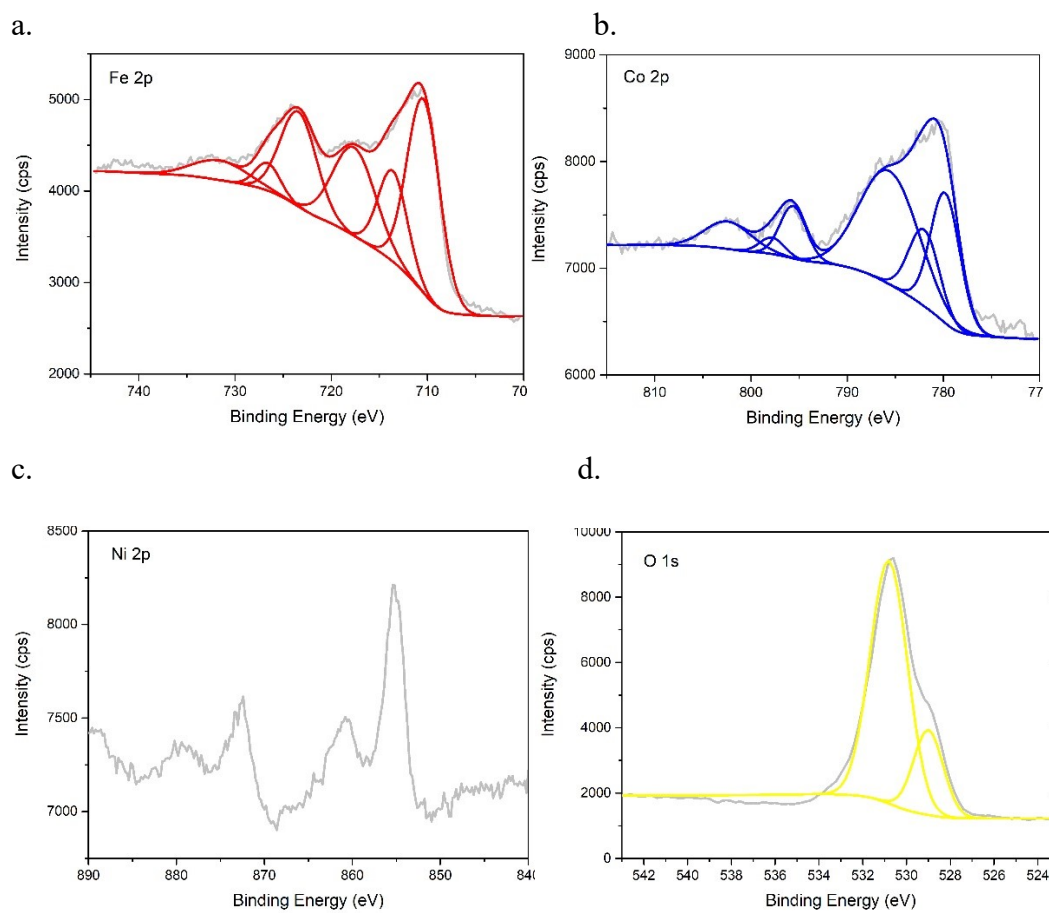 a.
b.
Fe 2p
5000
4000
3000
2000
Intensity (cps)
740
730
720
710
70
Binding Energy (eV)
Co 2p
9000
8000
7000
6000
Intensity (cps)
810
800
790
780
77
Binding Energy (eV)
c.
d.
Ni 2p
8500
8000
7500
7000
Intensity (cps)
890
880
870
860
850
840
Binding Energy (eV)
O 1s
10000
8000
6000
4000
2000
0
Intensity (cps)
542
540
538
536
534
532
530
528
526
524
Binding Energy (eV)